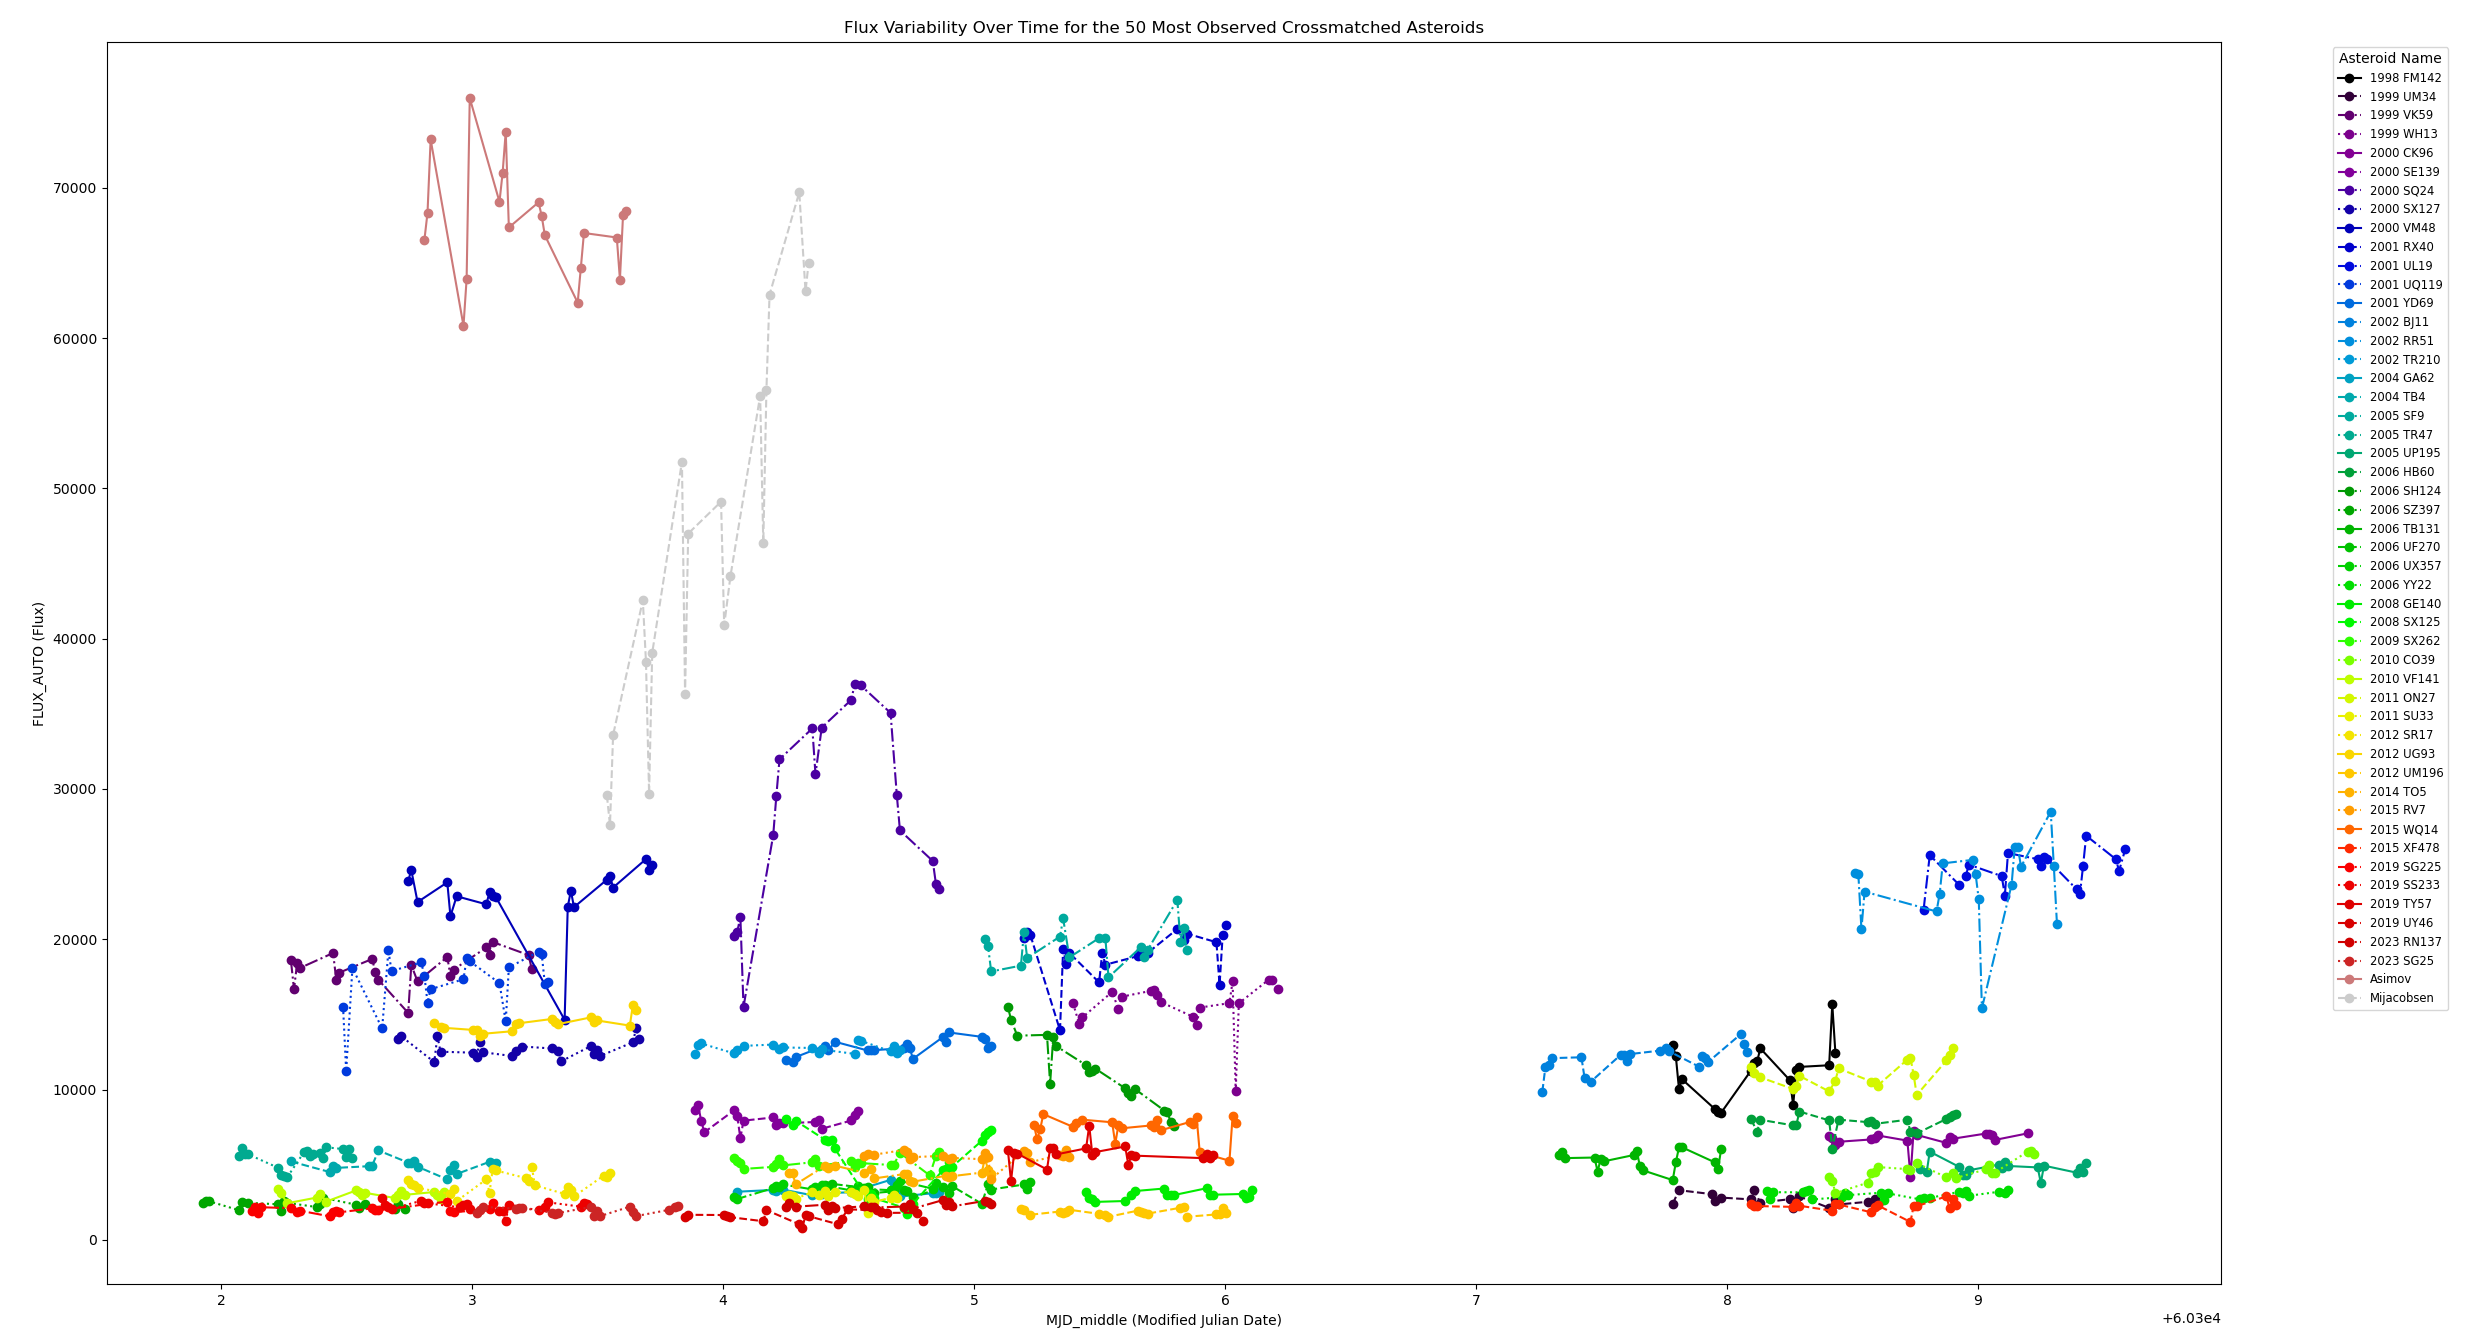 Flux Variability Over Time for the 50 Most Observed Crossmatched Asteroids
FLUX_AUTO (Flux)
70000
60000
50000
40000
30000
20000
10000
0
2 3 4 5 6 7 8 9
+6.03e4
MJD_middle (Modified Julian Date)
Asteroid Name
1998 FM142
1999 UM34
1999 VK59
1999 WH13
2000 CK96
2000 SE139
2000 SQ24
2000 SX127
2000 VM48
2001 RX40
2001 UL19
2001 UQ119
2001 YD69
2002 BJ11
2002 RR51
2002 TR210
2004 GA62
2004 TB4
2005 SF9
2005 TR47
2005 UP195
2006 HB60
2006 SH124
2006 SZ397
2006 TB131
2006 UF270
2006 UX357
2006 YY22
2008 GE140
2008 SX125
2009 SX262
2010 CO39
2010 VF141
2011 ON27
2011 SU33
2012 SR17
2012 UG93
2012 UM196
2014 TO5
2015 RV7
2015 WQ14
2015 XF478
2019 SG225
2019 SS233
2019 TY57
2019 UY46
2023 RN137
2023 SG25
Asimov
Mijacobsen